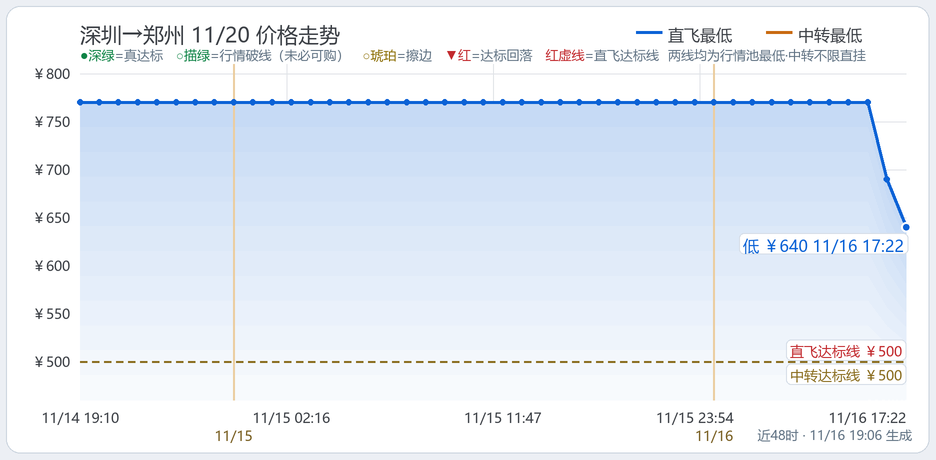 深圳→郑州 11/20 价格走势
直飞最低 中转最低
●深绿=真达标 ○描绿=行情破线（未必可购） ○琥珀=擦边 ▼红=达标回落 红虚线=直飞达标线 两线均为行情池最低·中转不限直挂
￥800
￥750
￥700
￥650
￥600
￥550
￥500
低 ￥640 11/16 17:22
直飞达标线 ￥500
中转达标线 ￥500
11/14 19:10 11/15 02:16 11/15 11:47 11/15 23:54 11/16 17:22
11/15 11/16 近48时 · 11/16 19:06 生成